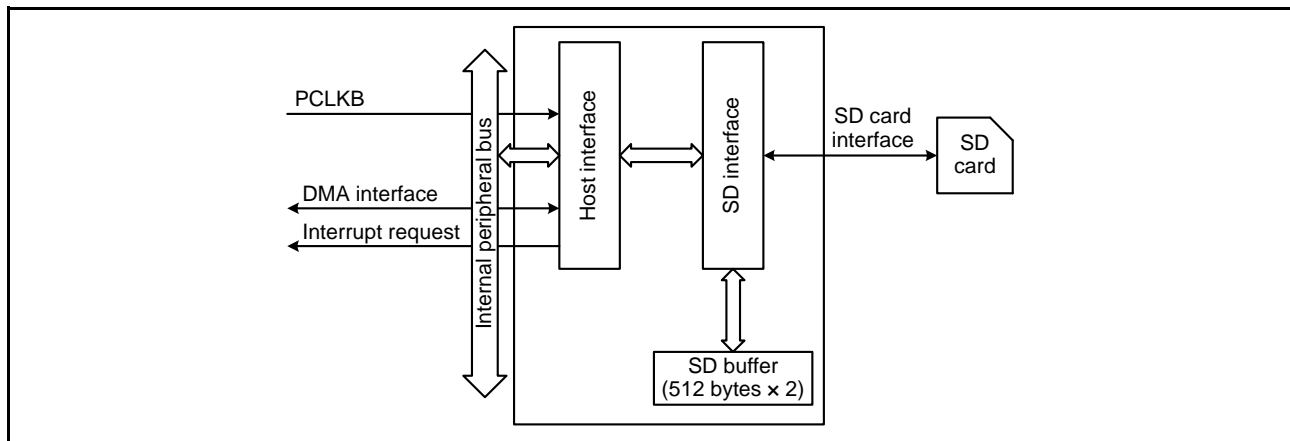 PCLKB
DMA interface
Interrupt request
Internal peripheral bus
Host interface
SD interface
SD card
interface
SD
card
SD buffer
(512 bytes × 2)